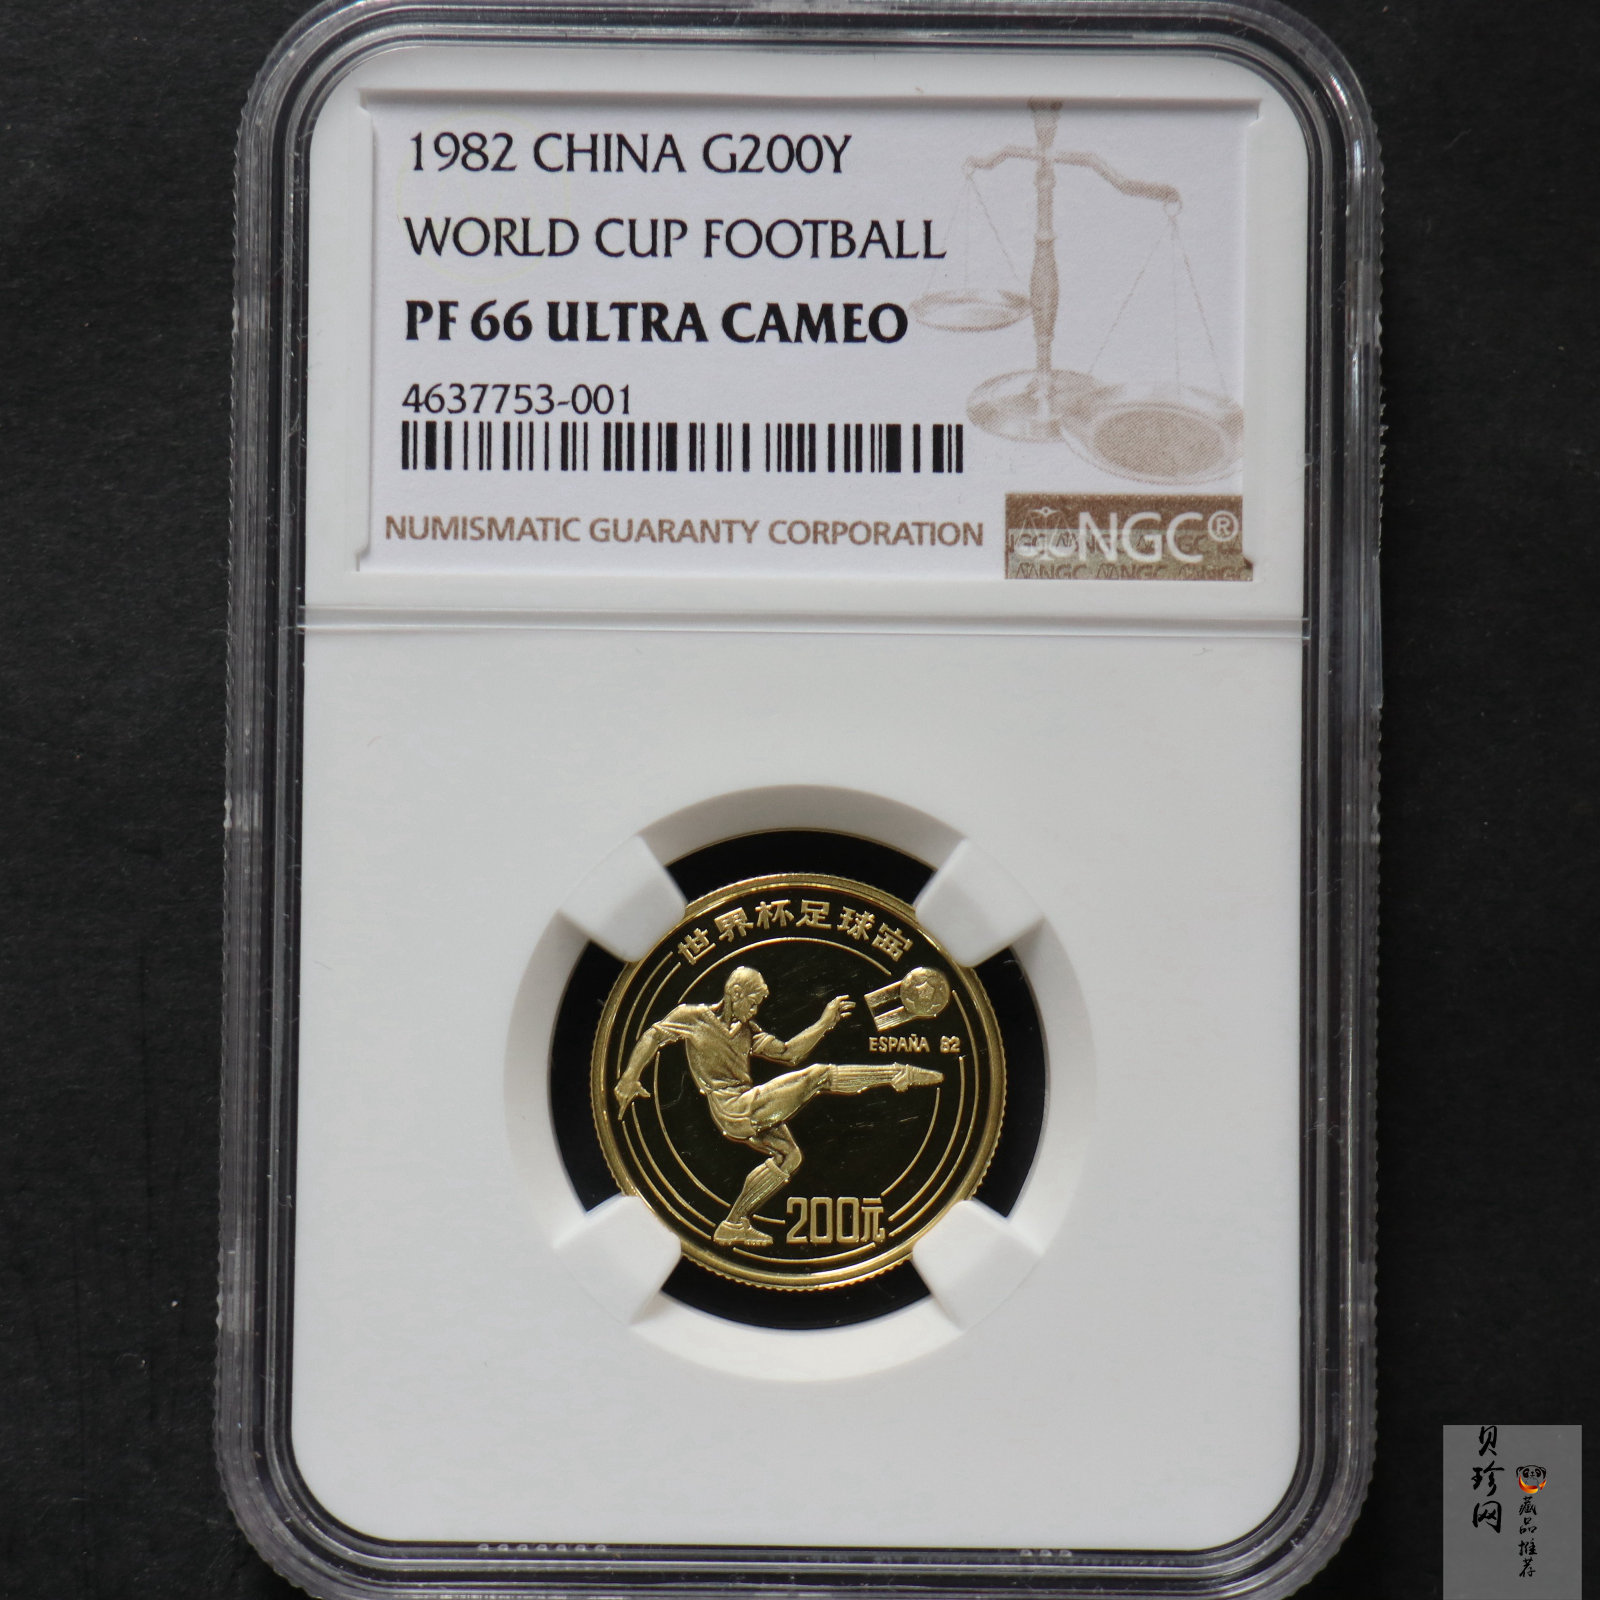 1982 CHINA G200Y
WORLD CUP FOOTBALL
PF 66 ULTRA CAMEO
4637753-001
NUMISMATIC GUARANTY CORPORATION
NGC®
世界杯足球赛
ESPAÑA 82
200元
贝珍网
藏品推荐